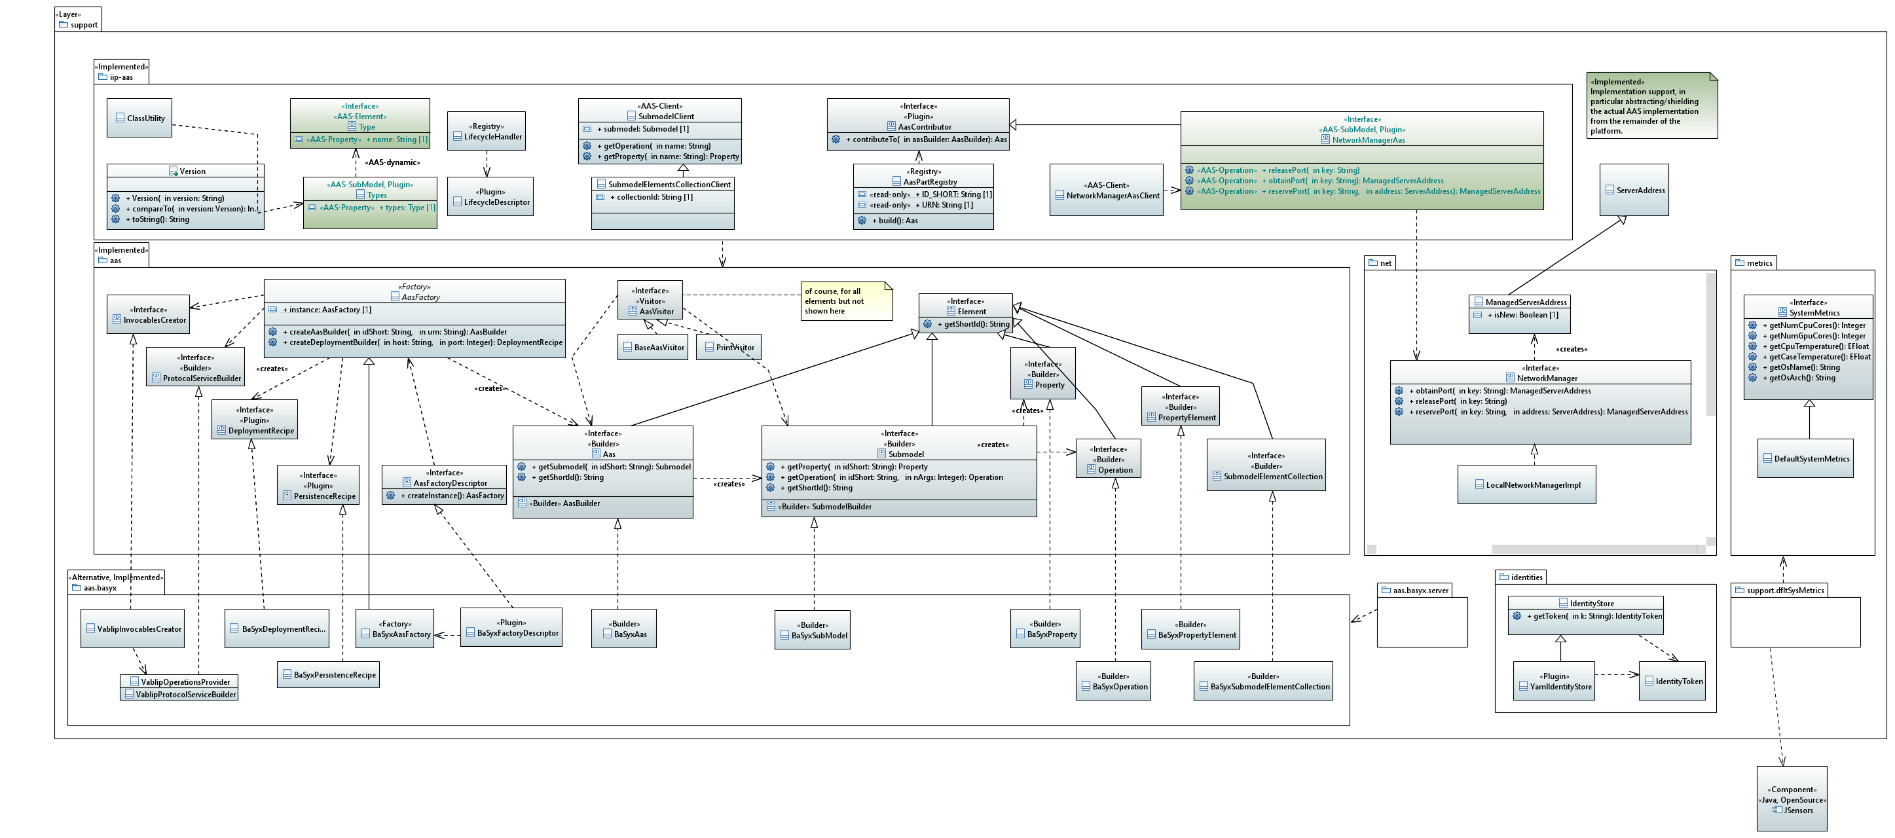 «Layer»
support
«Implemented»
iip-aas
ClassUtility
Version
+ Version( in version: String)
+ compareTo( in version: Version): In...
+ toString(): String
«Interface»
«AAS-Element»
Type
«AAS-Property» + name: String [1]
«AAS-dynamic»
«AAS-SubModel, Plugin»
Types
«AAS-Property» + types: Type [1]
«Registry»
LifecycleHandler
«Plugin»
LifecycleDescriptor
«AAS-Client»
SubmodelClient
+ submodel: Submodel [1]
+ getOperation( in name: String)
+ getProperty( in name: String): Property
SubmodelElementsCollectionClient
+ collectionId: String [1]
«Interface»
«Plugin»
AasContributor
+ contributeTo( in aasBuilder: AasBuilder): Aas
«Registry»
AasPartRegistry
«read-only» + ID_SHORT: String [1]
«read-only» + URN: String [1]
+ build(): Aas
«AAS-Client»
NetworkManagerAasClient
«Interface»
«AAS-SubModel, Plugin»
NetworkManagerAas
«AAS-Operation» + releasePort( in key: String)
«AAS-Operation» + obtainPort( in key: String): ManagedServerAddress
«AAS-Operation» + reservePort( in key: String, in address: ServerAddress): ManagedServerAddress
«Implemented»
Implementation support, in
particular abstracting/shielding
the actual AAS implementation
from the remainder of the
platform.
ServerAddress
«Implemented»
aas
«Interface»
InvocablesCreator
«Interface»
«Builder»
ProtocolServiceBuilder
«Factory»
AasFactory
+ instance: AasFactory [1]
+ createAasBuilder( in idShort: String, in urn: String): AasBuilder
+ createDeploymentBuilder( in host: String, in port: Integer): DeploymentRecipe
«creates»
«Interface»
«Plugin»
DeploymentRecipe
«Interface»
«Plugin»
PersistenceRecipe
«Interface»
AasFactoryDescriptor
+ createInstance(): AasFactory
«creates»
«Interface»
«Visitor»
AasVisitor
BaseAasVisitor
PrintVisitor
of course, for all
elements but not
shown here
«Interface»
Element
+ getShortId(): String
«Interface»
«Builder»
Aas
+ getSubmodel( in idShort: String): Submodel
+ getShortId(): String
«Builder» AasBuilder
«creates»
«Interface»
«Builder»
Submodel
+ getProperty( in idShort: String): Property
+ getOperation( in idShort: String, in nArgs: Integer): Operation
+ getShortId(): String
«Builder» SubmodelBuilder
«creates»
«creates»
«Interface»
«Builder»
Property
«Interface»
«Builder»
Operation
«Interface»
«Builder»
PropertyElement
«Interface»
«Builder»
SubmodelElementCollection
net
ManagedServerAddress
+ isNew: Boolean [1]
«creates»
«Interface»
NetworkManager
+ obtainPort( in key: String): ManagedServerAddress
+ releasePort( in key: String)
+ reservePort( in key: String, in address: ServerAddress): ManagedServerAddress
LocalNetworkManagerImpl
metrics
«Interface»
SystemMetrics
+ getNumCpuCores(): Integer
+ getNumGpuCores(): Integer
+ getCpuTemperature(): EFloat
+ getCaseTemperature(): EFloat
+ getOsName(): String
+ getOsArch(): String
DefaultSystemMetrics
«Alternative, Implemented»
aas.basyx
VablipInvocablesCreator
VablipOperationsProvider
VablipProtocolServiceBuilder
BaSyxDeploymentReci...
BaSyxPersistenceRecipe
«Factory»
BaSyxAasFactory
«Plugin»
BaSyxFactoryDescriptor
«Builder»
BaSyxAas
«Builder»
BaSyxSubModel
«Builder»
BaSyxProperty
«Builder»
BaSyxOperation
«Builder»
BaSyxPropertyElement
«Builder»
BaSyxSubmodelElementCollection
aas.basyx.server
identities
IdentityStore
+ getToken( in k: String): IdentityToken
«Plugin»
YamlIdentityStore
IdentityToken
support.dfltSysMetrics
«Component»
«Java, OpenSource»
JSensors